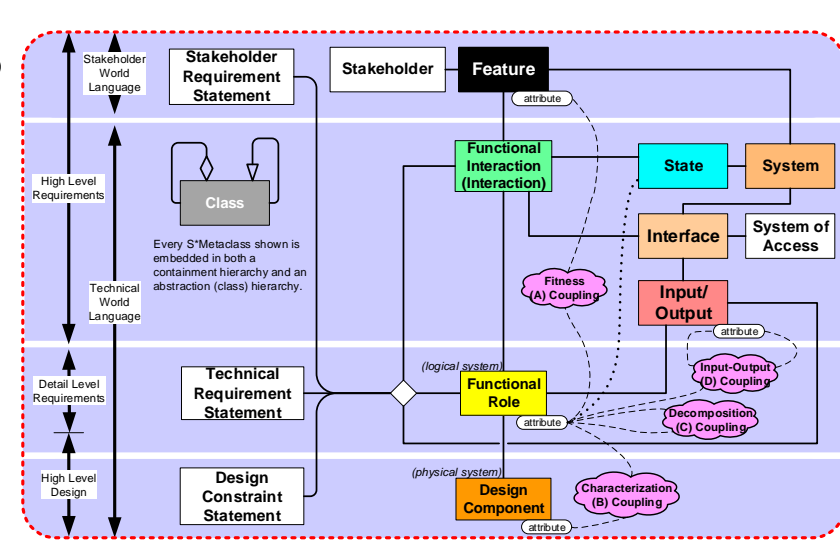 Stakeholder
World
Language
Stakeholder
Requirement
Statement
Stakeholder
Feature
attribute
Functional
Interaction
(Interaction)
State
System
High Level
Requirements
Class
Interface
System of
Access
Every S*Metaclass shown is
embedded in both a
containment hierarchy and an
abstraction (class) hierarchy.
Technical
World
Language
Fitness
(A) Coupling
Input/
Output
attribute
(logical system)
Detail Level
Requirements
Technical
Requirement
Statement
Functional
Role
attribute
Input-Output
(D) Coupling
Decomposition
(C) Coupling
High Level
Design
Design
Constraint
Statement
(physical system)
Design
Component
attribute
Characterization
(B) Coupling